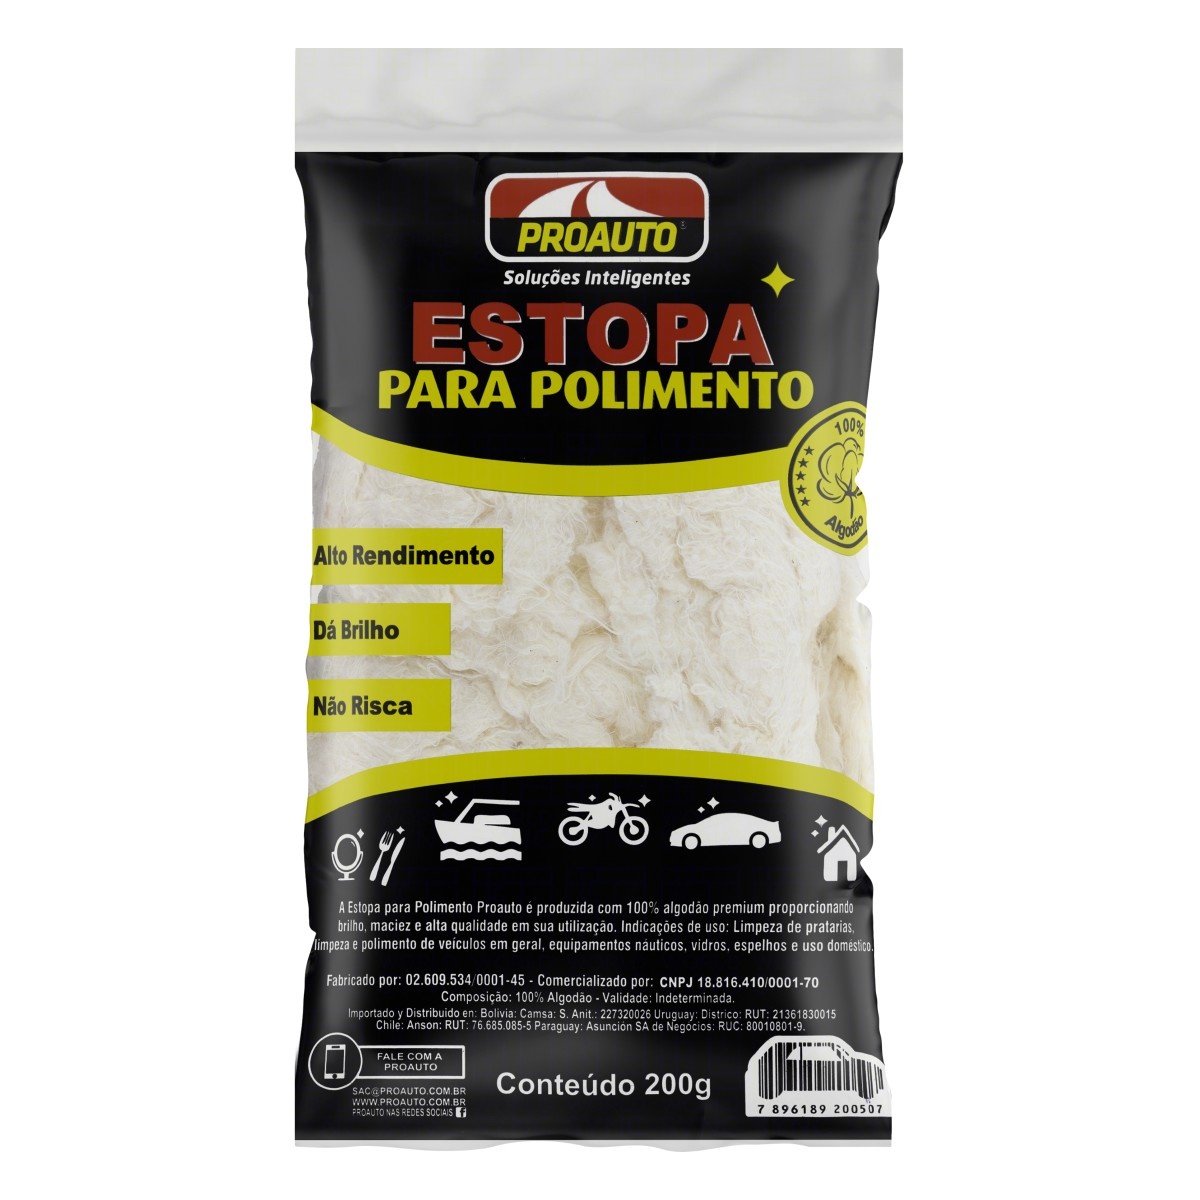 PROAUTO
Soluções Inteligentes
ESTOPA
PARA POLIMENTO
100%
Algodão
Alto Rendimento
Dá Brilho
Não Risca
A Estopa para Polimento Proauto é produzida com 100% algodão premium proporcionando
brilho, maciez e alta qualidade em sua utilização. Indicações de uso: Limpeza de pratarias,
limpeza e polimento de veículos em geral, equipamentos náuticos, vidros, espelhos e uso doméstico.
Fabricado por: 02.609.534/0001-45 - Comercializado por: CNPJ 18.816.410/0001-70
Composição: 100% Algodão - Validade: Indeterminada.
Importado y Distribuido en: Bolivia: Camsa: S. Anit.: 227320026 Uruguay: Districo: RUT: 21361830015
Chile: Anson: RUT: 76.685.085-5 Paraguay: Asunción SA de Negócios: RUC: 80010801-9.
FALE COM A
PROAUTO
SAC@PROAUTO.COM.BR
WWW.PROAUTO.COM.BR
PROAUTO NAS REDES SOCIAIS f
Conteúdo 200g
7 896189 200507